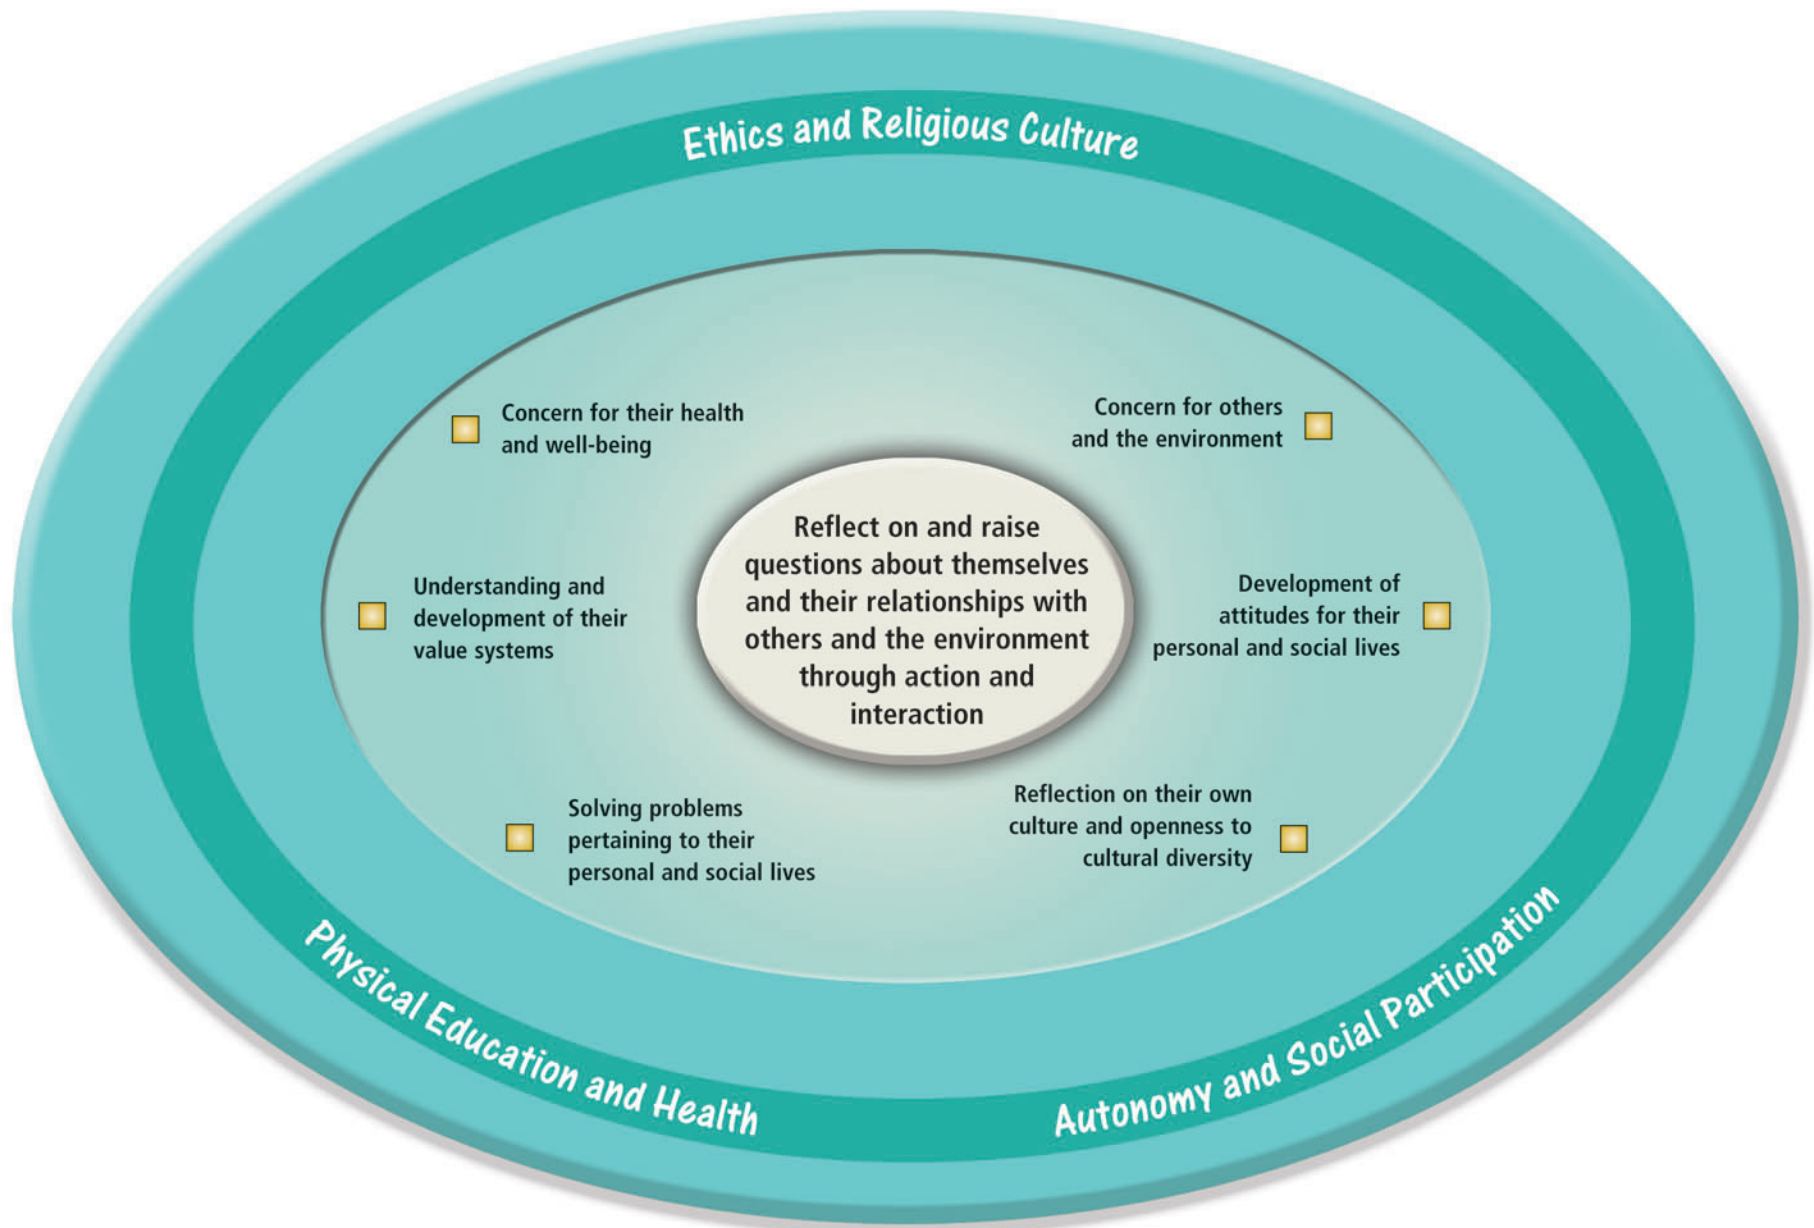 Ethics and Religious Culture
Concern for their health
and well-being
Concern for others
and the environment
Understanding and
development of their
value systems
Reflect on and raise
questions about themselves
and their relationships with
others and the environment
through action and
interaction
Development of
attitudes for their
personal and social lives
Solving problems
pertaining to their
personal and social lives
Reflection on their own
culture and openness to
cultural diversity
Physical Education and Health
Autonomy and Social Participation